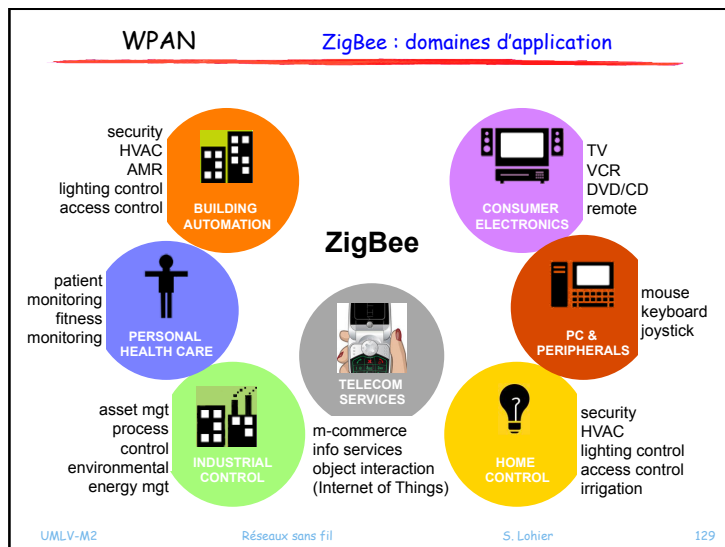 WPAN
ZigBee : domaines d'application
security
HVAC
AMR
lighting control
access control
BUILDING
AUTOMATION
CONSUMER
ELECTRONICS
TV
VCR
DVD/CD
remote
ZigBee
patient
monitoring
fitness
monitoring
PERSONAL
HEALTH CARE
TELECOM
SERVICES
m-commerce
info services
object interaction
(Internet of Things)
PC &
PERIPHERALS
mouse
keyboard
joystick
asset mgt
process
control
environmental
energy mgt
INDUSTRIAL
CONTROL
?
HOME
CONTROL
security
HVAC
lighting control
access control
irrigation
UMLV-M2
Réseaux sans fil
S. Lohier
129